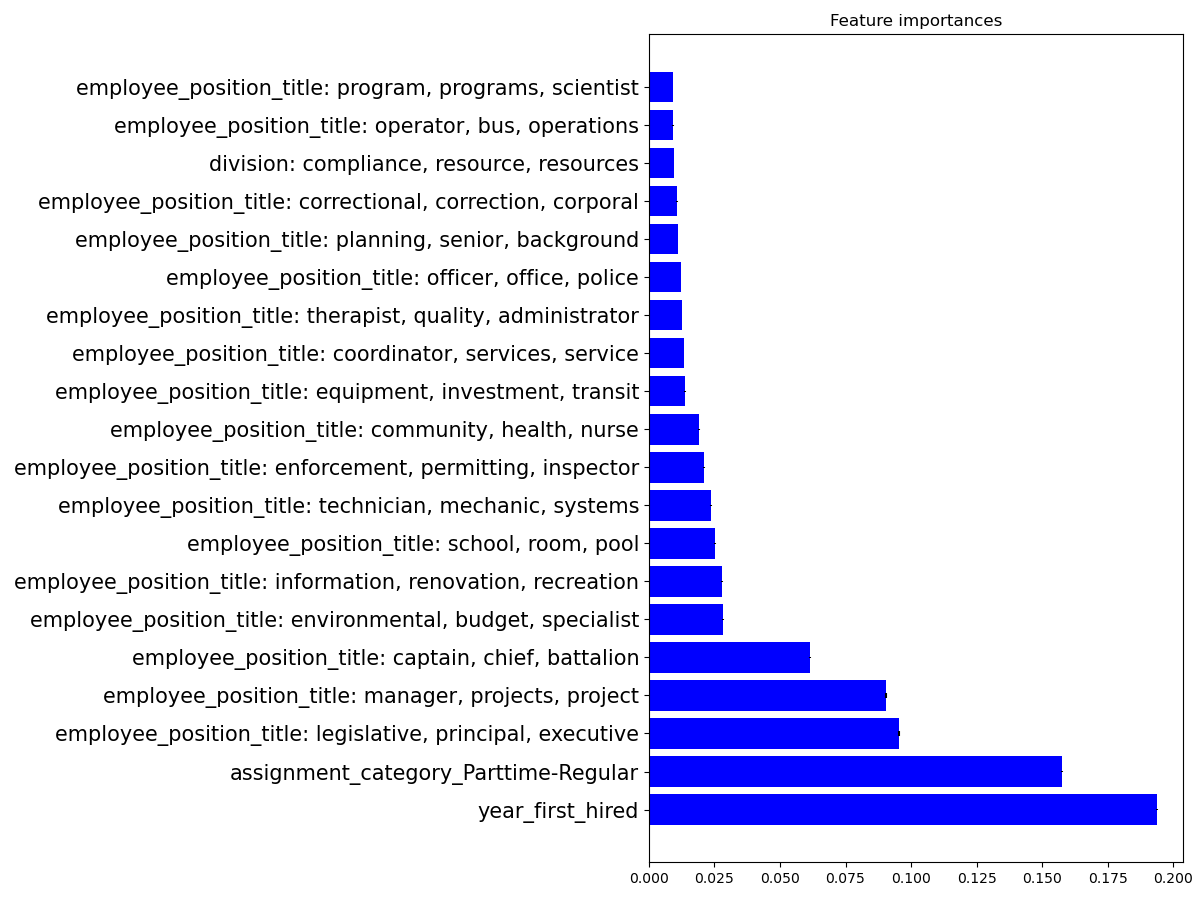 Feature importances
employee_position_title: program, programs, scientist
employee_position_title: operator, bus, operations
division: compliance, resource, resources
employee_position_title: correctional, correction, corporal
employee_position_title: planning, senior, background
employee_position_title: officer, office, police
employee_position_title: therapist, quality, administrator
employee_position_title: coordinator, services, service
employee_position_title: equipment, investment, transit
employee_position_title: community, health, nurse
employee_position_title: enforcement, permitting, inspector
employee_position_title: technician, mechanic, systems
employee_position_title: school, room, pool
employee_position_title: information, renovation, recreation
employee_position_title: environmental, budget, specialist
employee_position_title: captain, chief, battalion
employee_position_title: manager, projects, project
employee_position_title: legislative, principal, executive
assignment_category_Parttime-Regular
year_first_hired
0.000 0.025 0.050 0.075 0.100 0.125 0.150 0.175 0.200